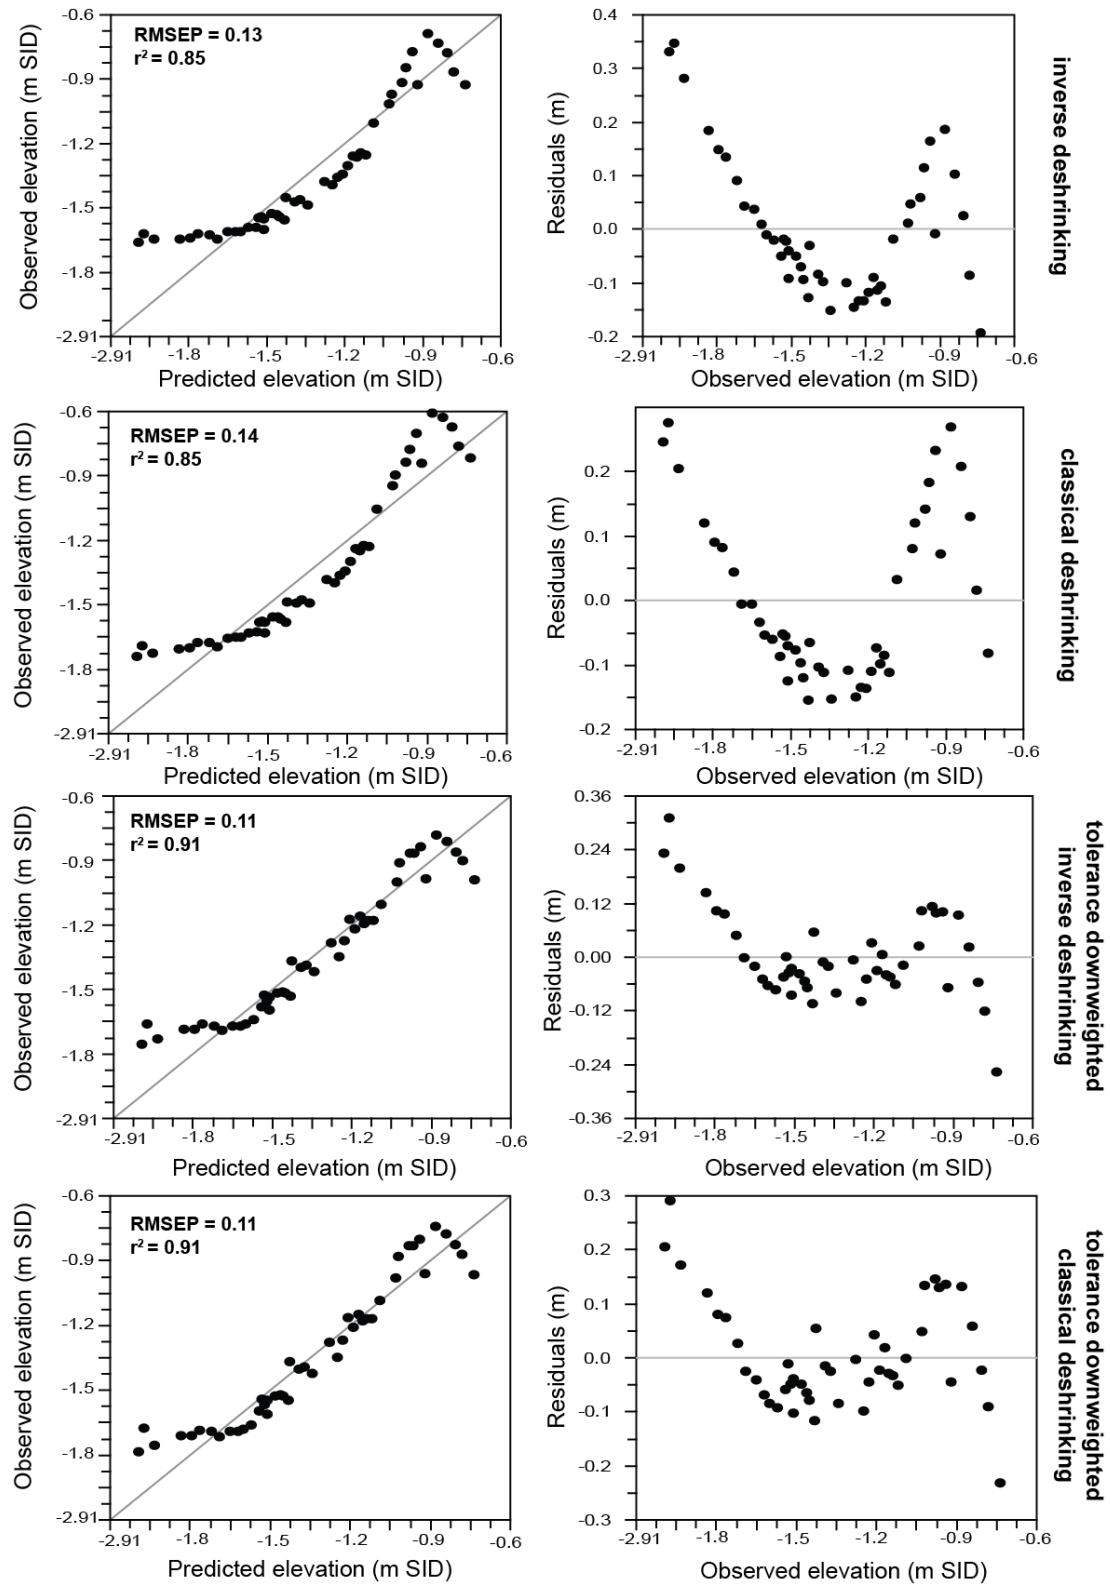 RMSEP = 0.13
r² = 0.85
Observed elevation (m SID)
-0.6
-0.9
-1.2
-1.5
-1.8
-2.91
-2.91 -1.8 -1.5 -1.2 -0.9 -0.6
Predicted elevation (m SID)
Residuals (m)
0.4
0.3
0.2
0.1
0.0
-0.1
-0.2
-2.91 -1.8 -1.5 -1.2 -0.9 -0.6
Observed elevation (m SID)
inverse deshrinking
RMSEP = 0.14
r² = 0.85
Observed elevation (m SID)
-0.6
-0.9
-1.2
-1.5
-1.8
-2.91
-2.91 -1.8 -1.5 -1.2 -0.9 -0.6
Predicted elevation (m SID)
Residuals (m)
0.2
0.1
0.0
-0.1
-0.2
-2.91 -1.8 -1.5 -1.2 -0.9 -0.6
Observed elevation (m SID)
classical deshrinking
RMSEP = 0.11
r² = 0.91
Observed elevation (m SID)
-0.6
-0.9
-1.2
-1.5
-1.8
-2.91
-2.91 -1.8 -1.5 -1.2 -0.9 -0.6
Predicted elevation (m SID)
Residuals (m)
0.36
0.24
0.12
0.00
-0.12
-0.24
-0.36
-2.91 -1.8 -1.5 -1.2 -0.9 -0.6
Observed elevation (m SID)
tolerance downweighted
inverse deshrinking
RMSEP = 0.11
r² = 0.91
Observed elevation (m SID)
-0.6
-0.9
-1.2
-1.5
-1.8
-2.91
-2.91 -1.8 -1.5 -1.2 -0.9 -0.6
Predicted elevation (m SID)
Residuals (m)
0.3
0.2
0.1
0.0
-0.1
-0.2
-0.3
-2.91 -1.8 -1.5 -1.2 -0.9 -0.6
Observed elevation (m SID)
tolerance downweighted
classical deshrinking